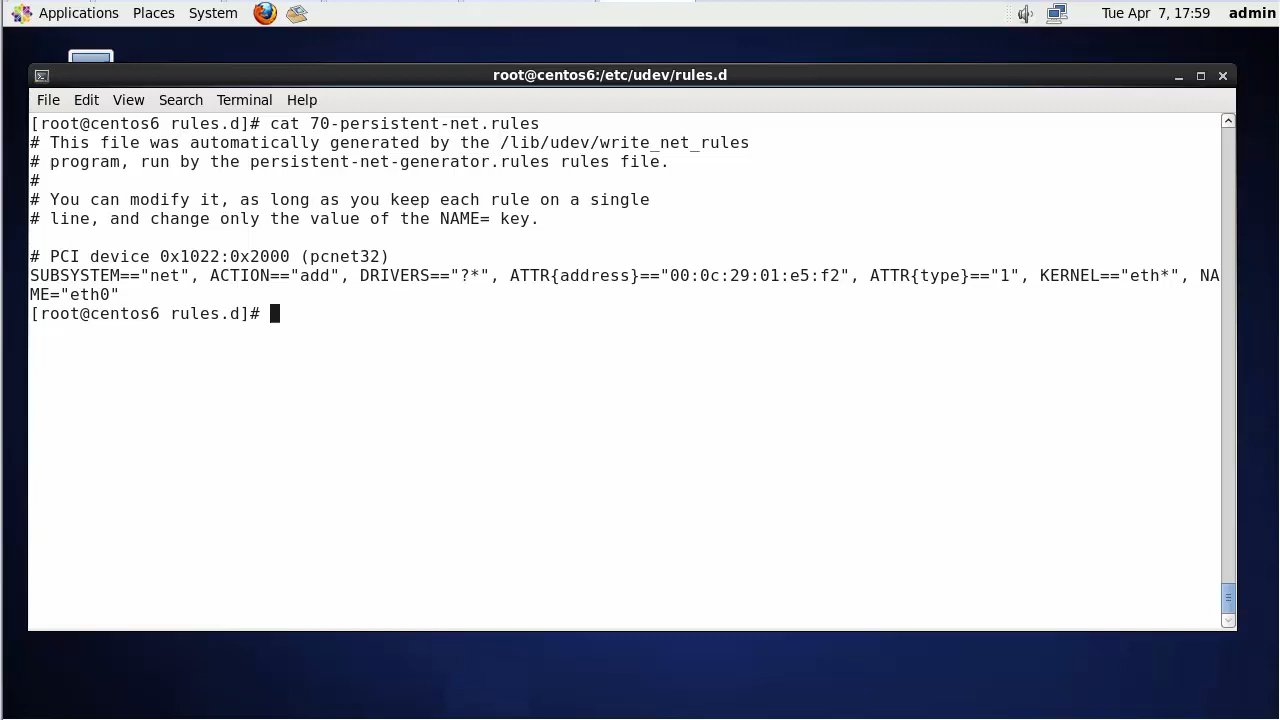 Applications Places System Tue Apr 7, 17:59 admin
root@centos6:/etc/udev/rules.d
File Edit View Search Terminal Help
[root@centos6 rules.d]# cat 70-persistent-net.rules
# This file was automatically generated by the /lib/udev/write_net_rules
# program, run by the persistent-net-generator.rules rules file.
#
# You can modify it, as long as you keep each rule on a single
# line, and change only the value of the NAME= key.
# PCI device 0x1022:0x2000 (pcnet32)
SUBSYSTEM=="net", ACTION=="add", DRIVERS=="?*", ATTR{address}=="00:0c:29:01:e5:f2", ATTR{type}=="1", KERNEL=="eth*", NA
ME="eth0"
[root@centos6 rules.d]#